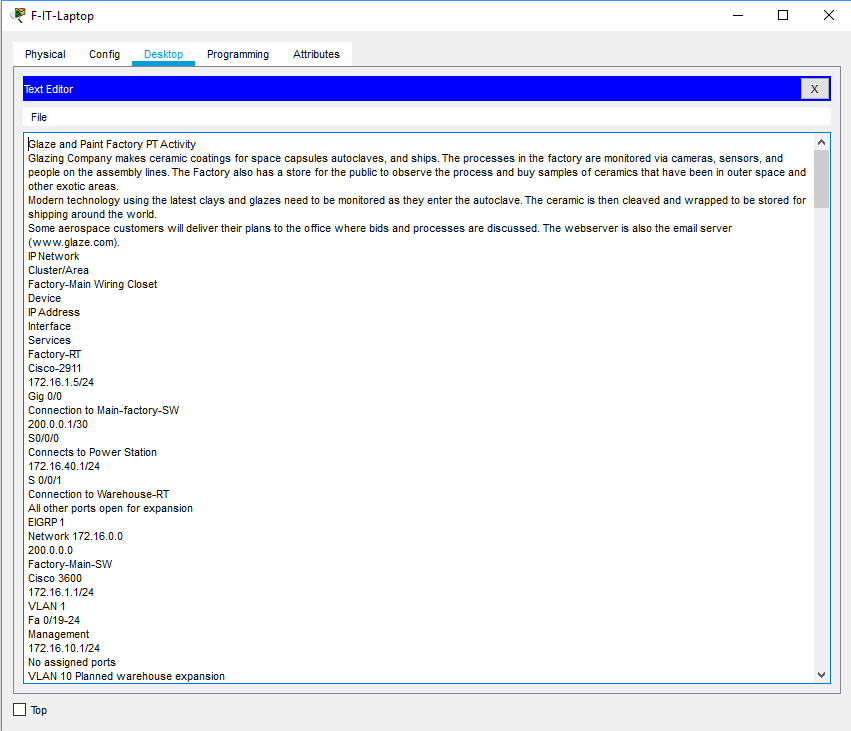 F-IT-Laptop
Physical Config Desktop Programming Attributes
Text Editor X
File
Glaze and Paint Factory PT Activity
Glazing Company makes ceramic coatings for space capsules autoclaves, and ships. The processes in the factory are monitored via cameras, sensors, and
people on the assembly lines. The Factory also has a store for the public to observe the process and buy samples of ceramics that have been in outer space and
other exotic areas.
Modern technology using the latest clays and glazes need to be monitored as they enter the autoclave. The ceramic is then cleaved and wrapped to be stored for
shipping around the world.
Some aerospace customers will deliver their plans to the office where bids and processes are discussed. The webserver is also the email server
(www.glaze.com).
IP Network
Cluster/Area
Factory-Main Wiring Closet
Device
IP Address
Interface
Services
Factory-RT
Cisco-2911
172.16.1.5/24
Gig 0/0
Connection to Main-factory-SW
200.0.0.1/30
S0/0/0
Connects to Power Station
172.16.40.1/24
S 0/0/1
Connection to Warehouse-RT
All other ports open for expansion
EIGRP 1
Network 172.16.0.0
200.0.0.0
Factory-Main-SW
Cisco 3600
172.16.1.1/24
VLAN 1
Fa 0/19-24
Management
172.16.10.1/24
No assigned ports
VLAN 10 Planned warehouse expansion
Top